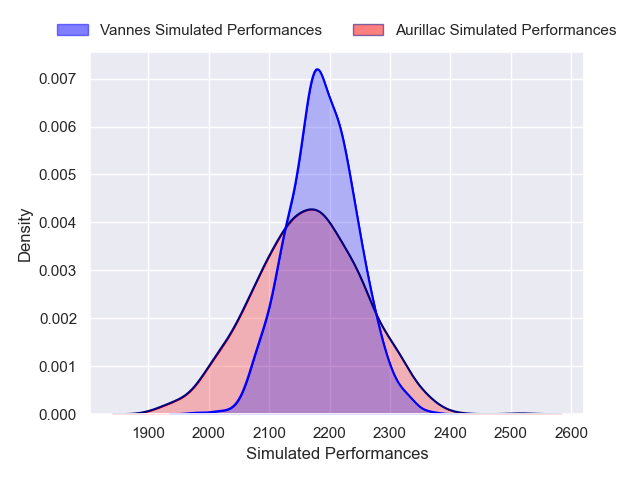 Vannes Simulated Performances
Aurillac Simulated Performances
Density
0.007
0.006
0.005
0.004
0.003
0.002
0.001
0.000
1900 2000 2100 2200 2300 2400 2500 2600
Simulated Performances